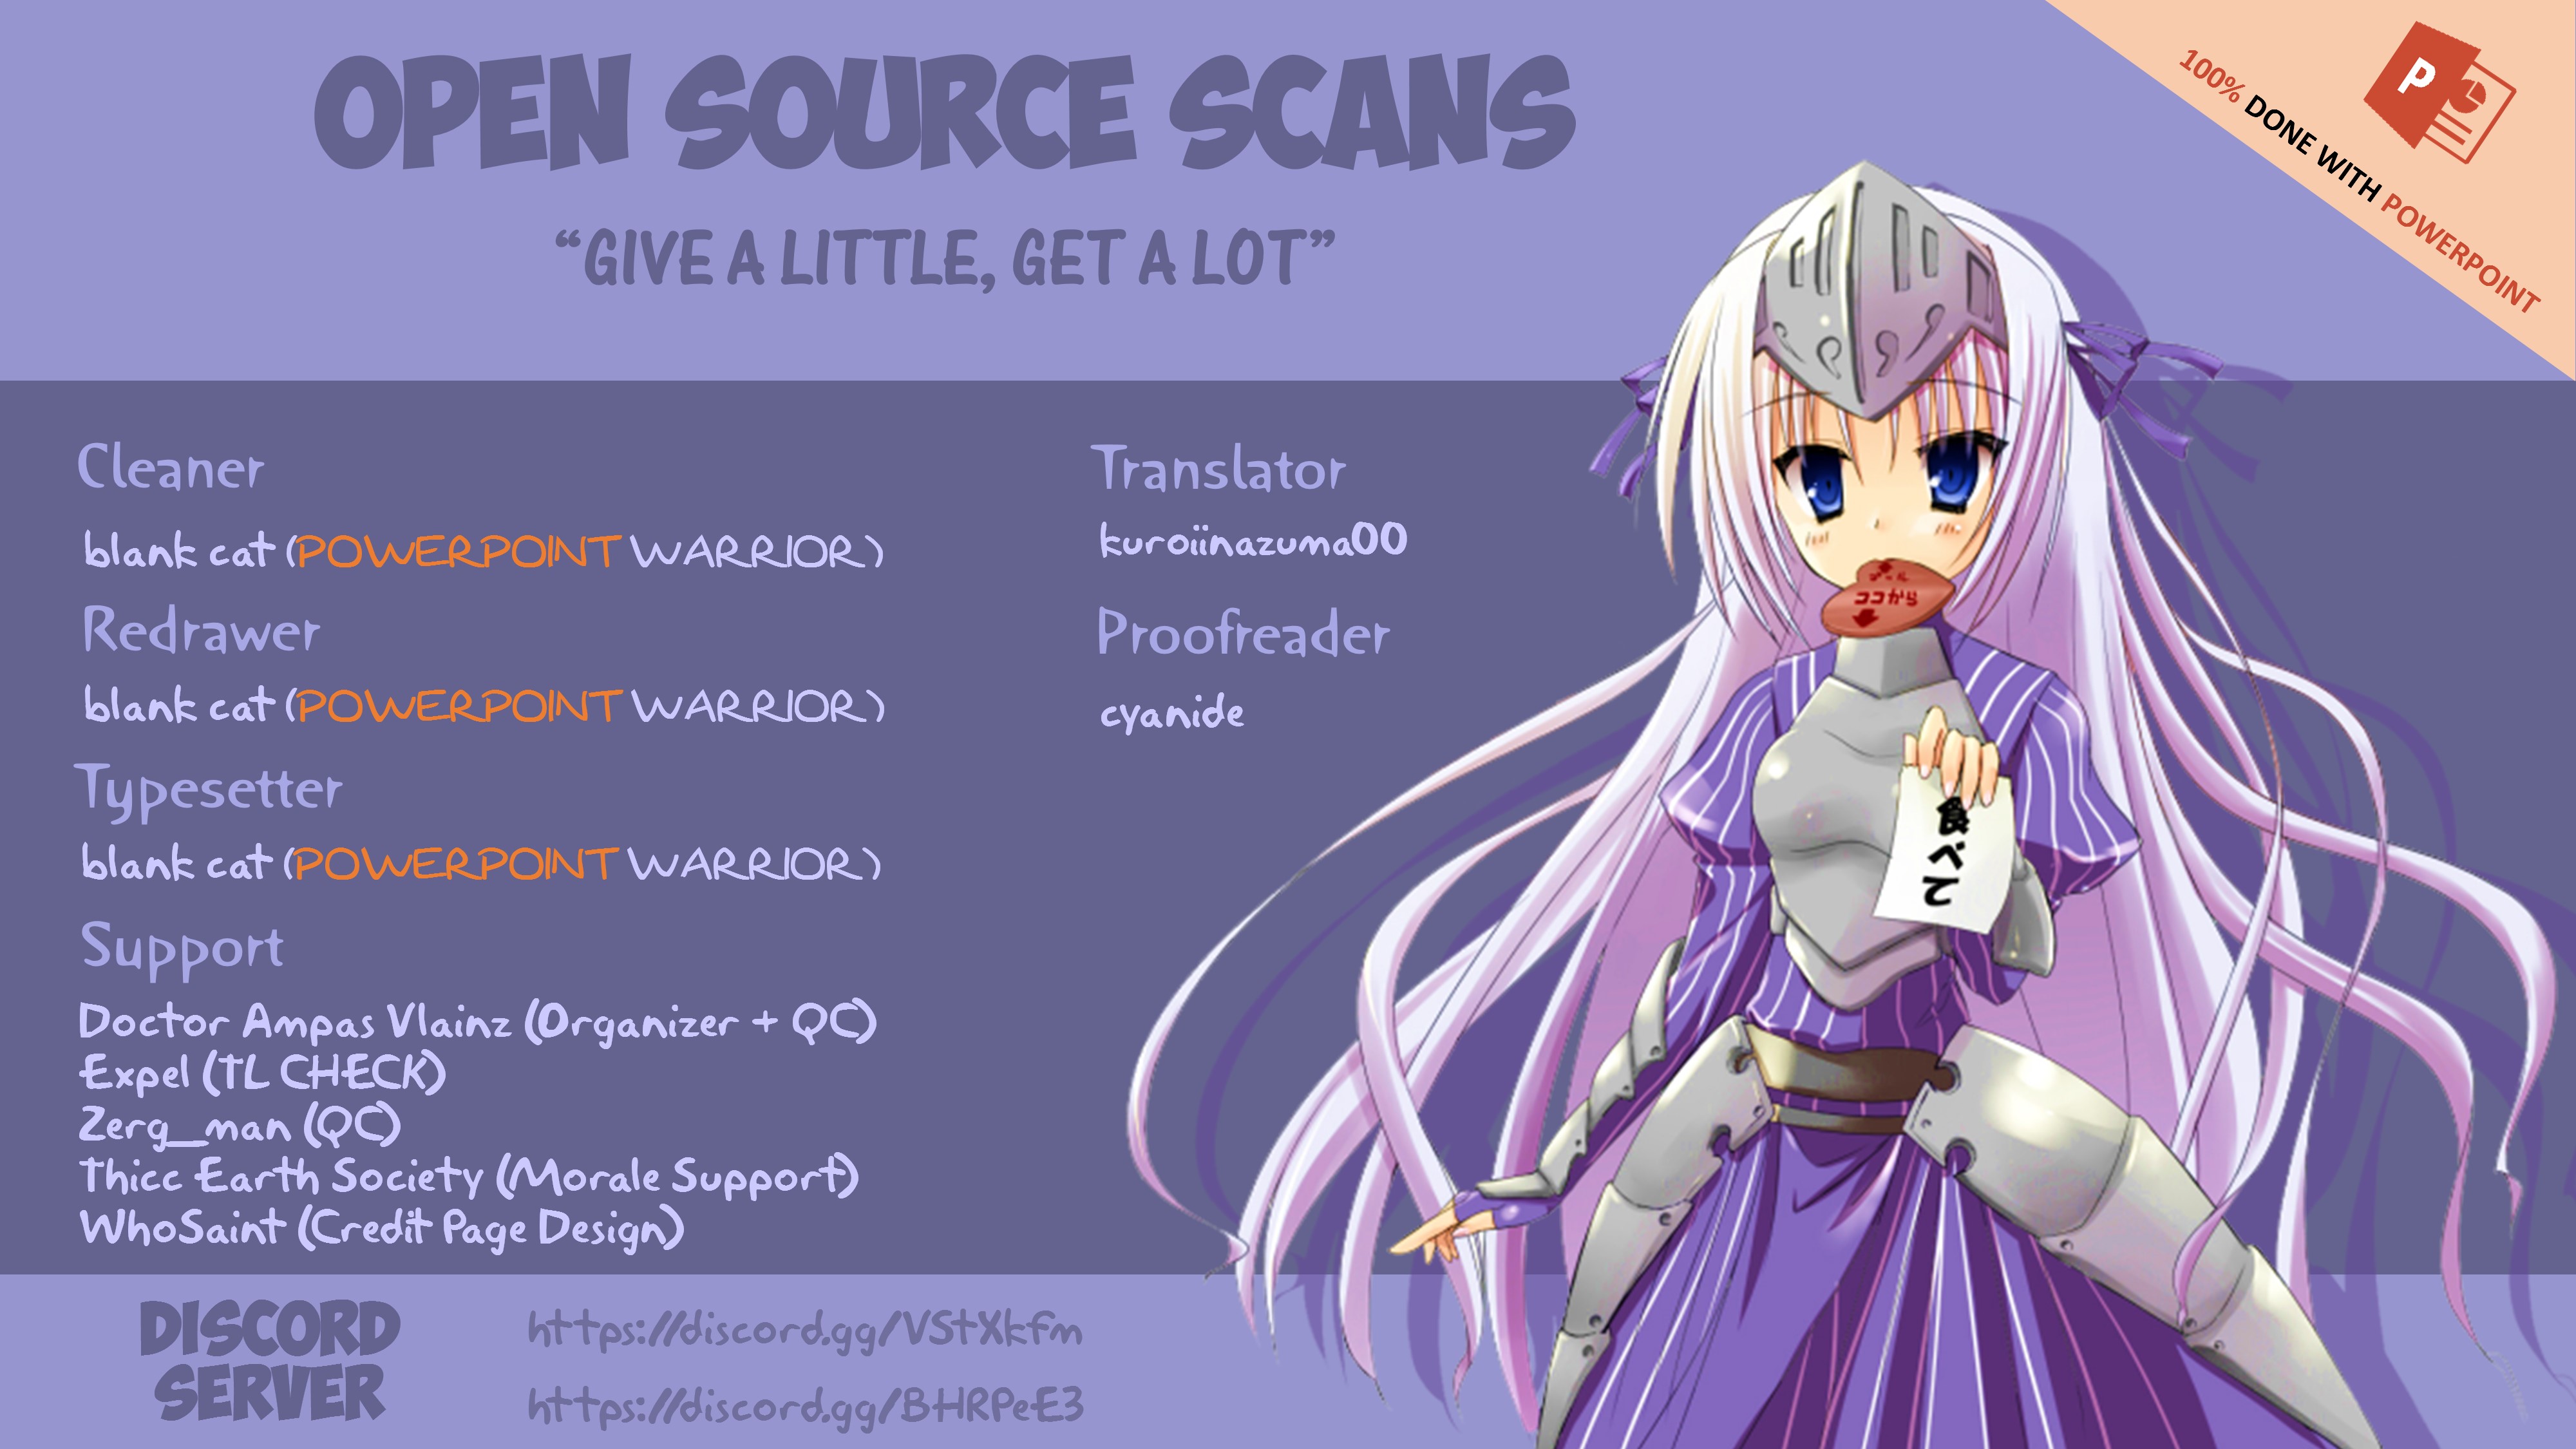 OPEN SOURCE SCANS
“GIVE A LITTLE, GET A LOT”
P
100% DONE WITH POWERPOINT
Cleaner
blank cat (POWERPOINT WARRIOR)
Redrawer
blank cat (POWERPOINT WARRIOR)
Typesetter
blank cat (POWERPOINT WARRIOR)
Support
Doctor Ampas Vlainz (Organizer + QC)
Expel (TL CHECK)
Zerg_man (QC)
Thicc Earth Society (Morale Support)
WhoSaint (Credit Page Design)
Translator
kuroiinazuma00
Proofreader
cyanide
ココから
食べて
DISCORD
SERVER
https://discord.gg/VStXkfm
https://discord.gg/BHRPeE3